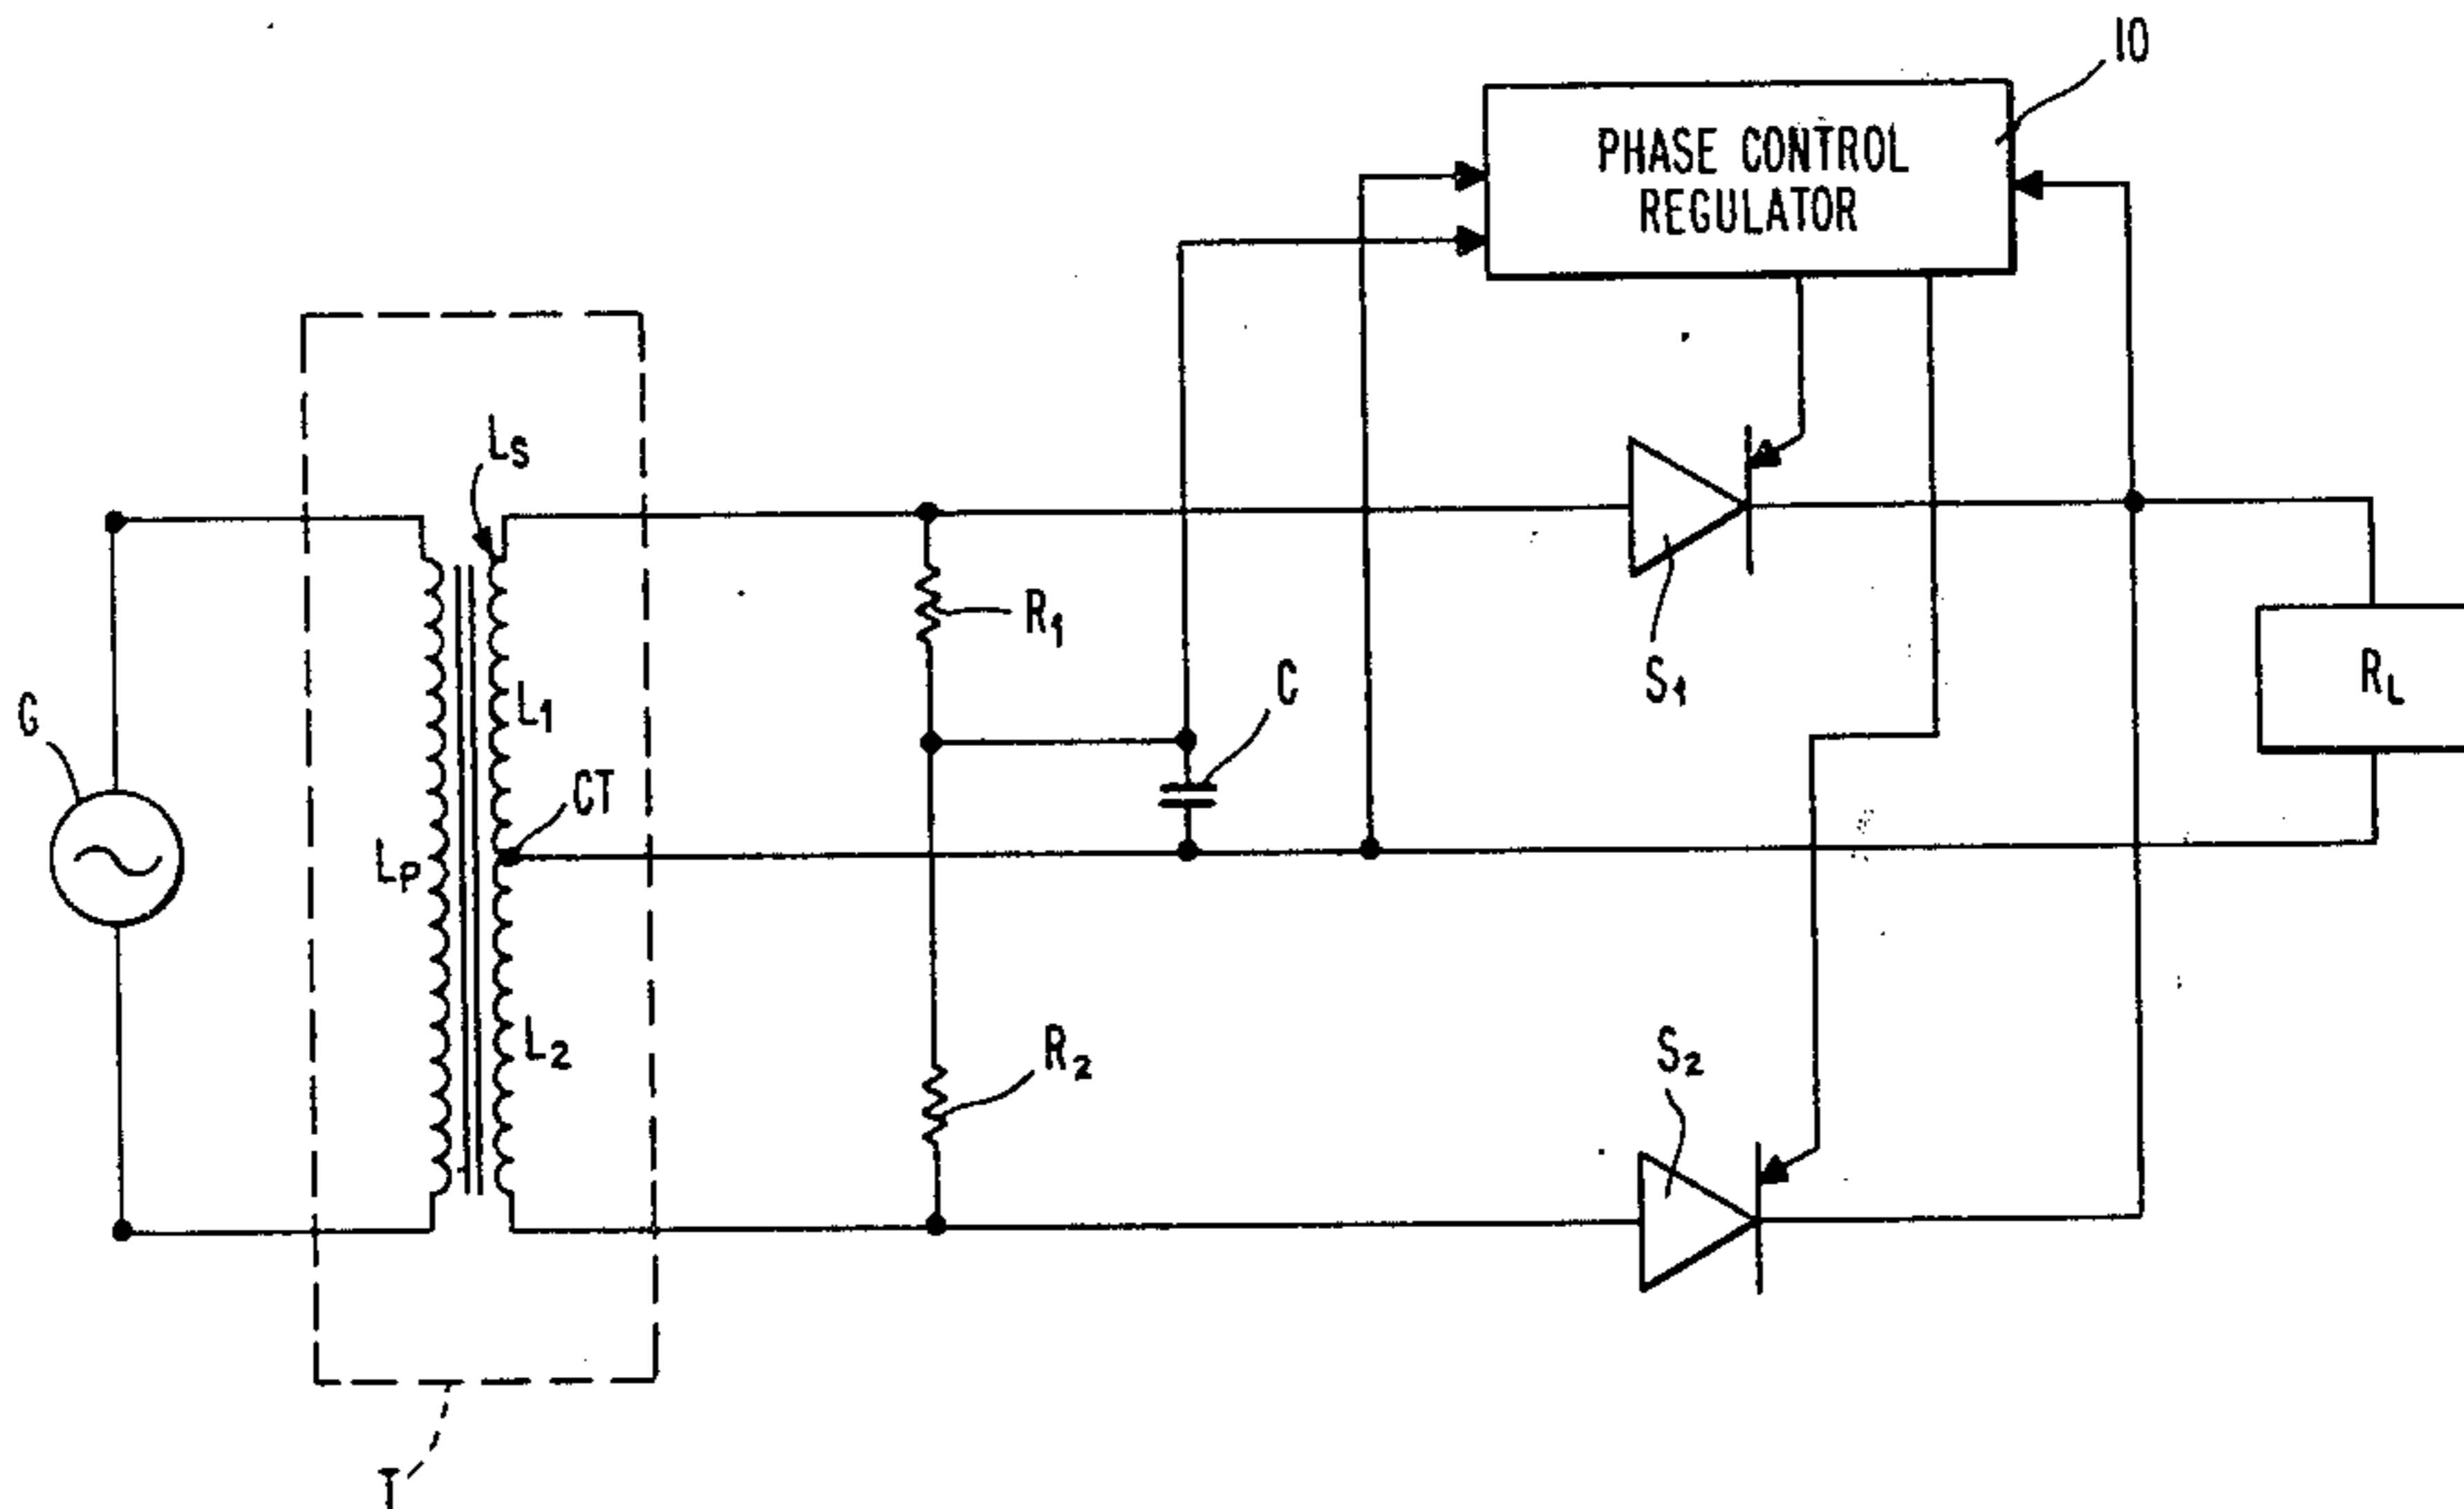 10
PHASE CONTROL
REGULATOR
LS
R1
C
S1
RL
L1
G
CT
LP
L2
R2
S2
T